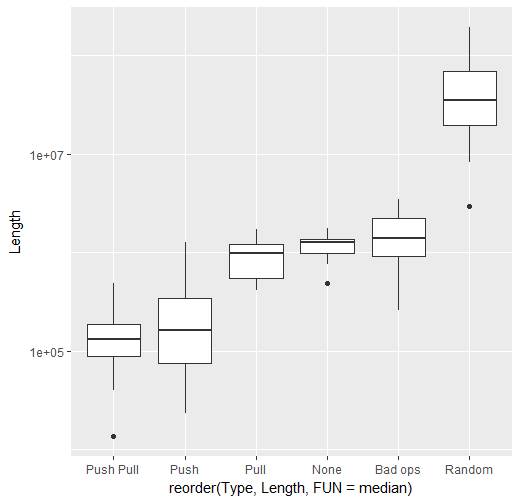 Length
1e+07
1e+05
Push Pull Push Pull None Bad ops Random
reorder(Type, Length, FUN = median)